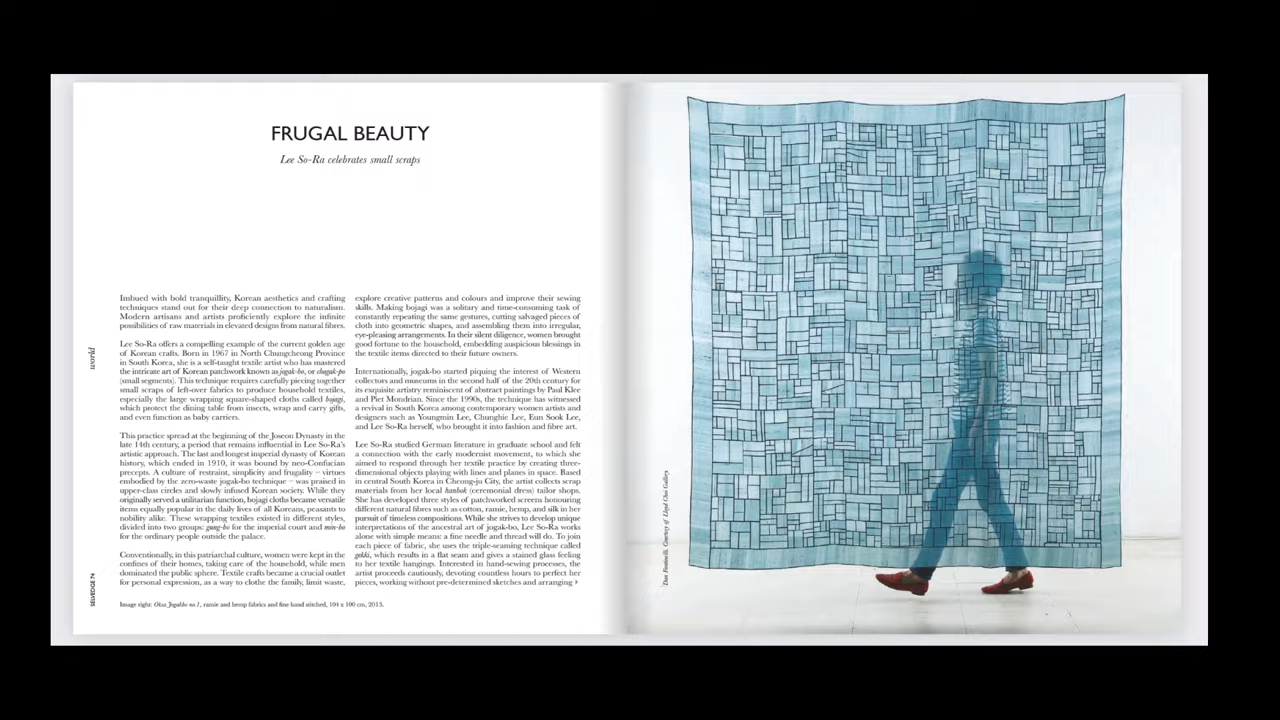 FRUGAL BEAUTY
Lee So-Ra celebrates small scraps
Imbued with bold tranquillity, Korean aesthetics and crafting
techniques stand out for their deep connection to naturalism.
Modern artisans and artists proficiently explore the infinite
possibilities of raw materials in elevated designs from natural fibres.
Lee So-Ra offers a compelling example of the current golden age
of Korean crafts. Born in 1967 in North Chungcheong Province
in South Korea, she is a self-taught textile artist who has mastered
the intricate art of Korean patchwork known as jogak-bo, or chogak-po
(small segments). This technique requires carefully piecing together
small scraps of left-over fabrics to produce household textiles,
especially the large wrapping square-shaped cloths called bojagi,
which protect the dining table from insects, wrap and carry gifts,
and even function as baby carriers.
This practice spread at the beginning of the Joseon Dynasty in the
late 14th century, a period that remains influential in Lee So-Ra's
artistic approach. The last and longest imperial dynasty of Korean
history, which ended in 1910, it was bound by neo-Confucian
precepts. A culture of restraint, simplicity and frugality – virtues
embodied by the zero-waste jogak-bo technique – was praised in
upper-class circles and slowly infused Korean society. While they
originally served a utilitarian function, bojagi cloths became versatile
items equally popular in the daily lives of all Koreans, peasants to
nobility alike. These wrapping textiles existed in different styles,
divided into two groups: gung-bo for the imperial court and min-bo
for the ordinary people outside the palace.
Conventionally, in this patriarchal culture, women were kept in the
confines of their homes, taking care of the household, while men
dominated the public sphere. Textile crafts became a crucial outlet
for personal expression, as a way to clothe the family, limit waste,
explore creative patterns and colours and improve their sewing
skills. Making bojagi was a solitary and time-consuming task of
constantly repeating the same gestures, cutting salvaged pieces of
cloth into geometric shapes, and assembling them into irregular,
eye-pleasing arrangements. In their silent diligence, women brought
good fortune to the household, embedding auspicious blessings in
the textile items directed to their future owners.
Internationally, jogak-bo started piquing the interest of Western
collectors and museums in the second half of the 20th century for
its exquisite artistry reminiscent of abstract paintings by Paul Klee
and Piet Mondrian. Since the 1990s, the technique has witnessed
a revival in South Korea among contemporary women artists and
designers such as Youngmin Lee, Chunghie Lee, Eun Sook Lee,
and Lee So-Ra herself, who brought it into fashion and fibre art.
Lee So-Ra studied German literature in graduate school and felt
a connection with the early modernist movement, to which she
aimed to respond through her textile practice by creating three-
dimensional objects playing with lines and planes in space. Based
in central South Korea in Cheong-ju City, the artist collects scrap
materials from her local hanbok (ceremonial dress) tailor shops.
She has developed three styles of patchworked screens honouring
different natural fibres such as cotton, ramie, hemp, and silk in her
pursuit of timeless compositions. While she strives to develop unique
interpretations of the ancestral art of jogak-bo, Lee So-Ra works
alone with simple means: a fine needle and thread will do. To join
each piece of fabric, she uses the triple-seaming technique called
gekki, which results in a flat seam and gives a stained glass feeling
to her textile hangings. Interested in hand-sewing processes, the
artist proceeds cautiously, devoting countless hours to perfect her
pieces, working without pre-determined sketches and arranging
Image right: Oksa Jogakbo no.1, ramie and hemp fabrics and fine hand stitched, 104 x 100 cm, 2013.
world
SELVEDGE 74
Dan Fontanelli, Courtesy of Lloyd Choi Gallery